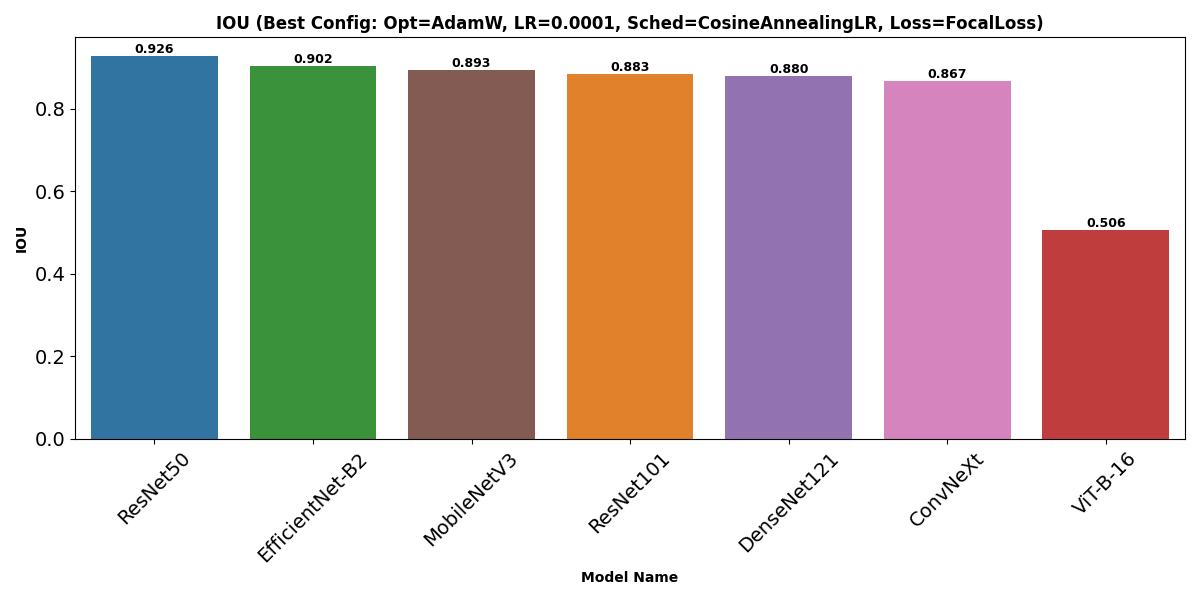 IOU (Best Config: Opt=AdamW, LR=0.0001, Sched=CosineAnnealingLR, Loss=FocalLoss)
0.926
0.902
0.893
0.883
0.880
0.867
0.506
0.8
0.6
0.4
0.2
0.0
IOU
ResNet50
EfficientNet-B2
MobileNetV3
ResNet101
DenseNet121
ConvNeXt
ViT-B-16
Model Name